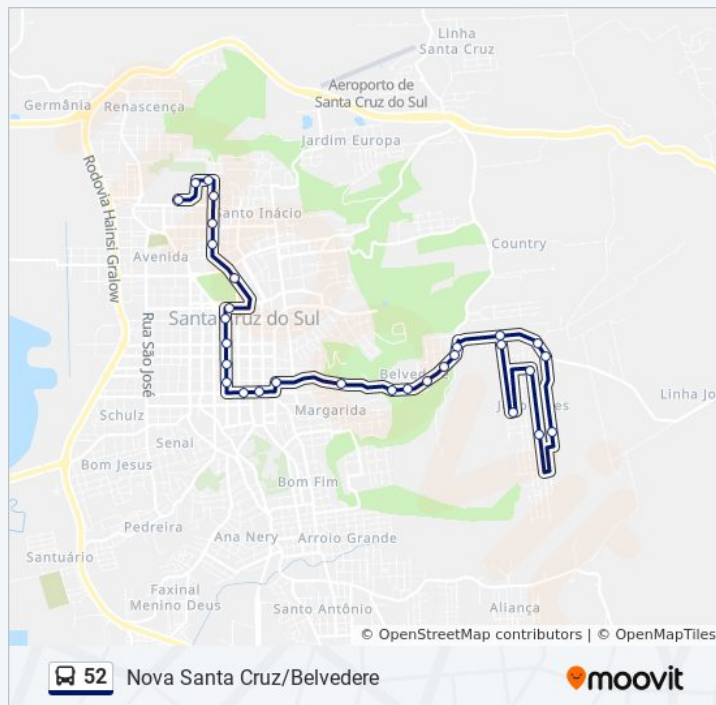 Linha
Santa Cruz
Aeroporto de
Santa Cruz do Sul
Germânia
Renascença
Jardim Europa
Rodovia Hainsi Gralow
Santo Inácio
Country
Avenida
Santa Cruz do Sul
Rua São José
Belvedere
Linha Jo
Schulz
Margarida
Senai
Bom Jesus
Bom Fim
Pedreira
Ana Nery
Arroio Grande
Santuário
Faxinal
Menino Deus
Santo Antônio
Aliança
© OpenStreetMap contributors | © OpenMapTiles
52 Nova Santa Cruz/Belvedere
moovit